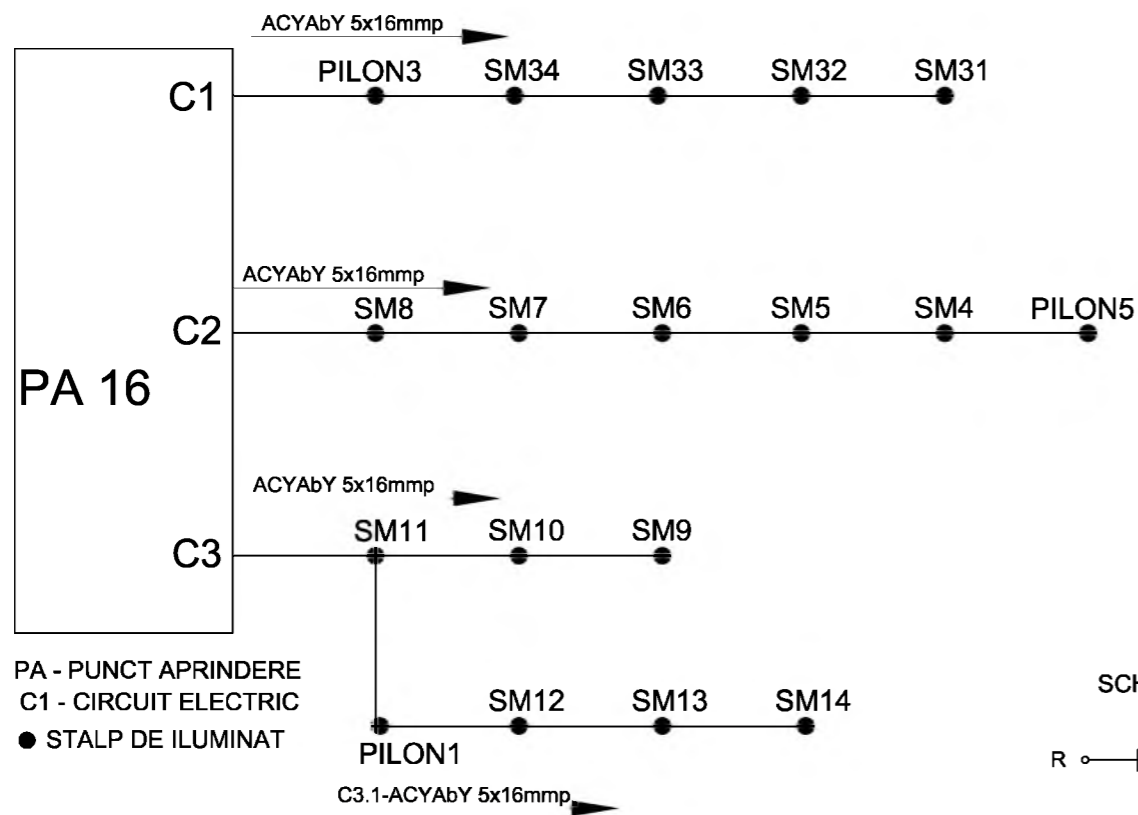 ACYAbY 5x16mmp
C1
PILON3 SM34 SM33 SM32 SM31
ACYAbY 5x16mmp
C2
SM8 SM7 SM6 SM5 SM4 PILON5
PA 16
ACYAbY 5x16mmp
C3
SM11 SM10 SM9
PA - PUNCT APRINDERE
C1 - CIRCUIT ELECTRIC
STALP DE ILUMINAT
SM12 SM13 SM14
PILON1
C3.1-ACYAbY 5x16mmp
SCH
R